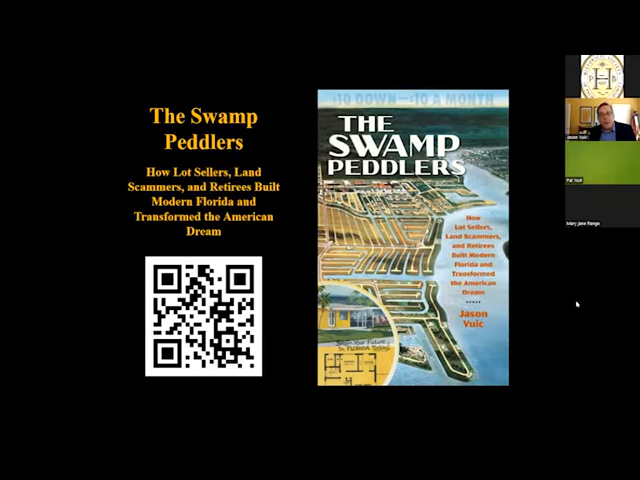 The Swamp
Peddlers
How Lot Sellers, Land
Scammers, and Retirees Built
Modern Florida and
Transformed the American
Dream
$10 DOWN—$10 A MONTH
THE
SWAMP
PEDDLERS
How
Lot Sellers,
Land Scammers,
and Retirees
Built Modern
Florida and
Transformed
the American
Dream
Jason
Vuic
H
P
B
Jason Vuic
Mary Jane Range